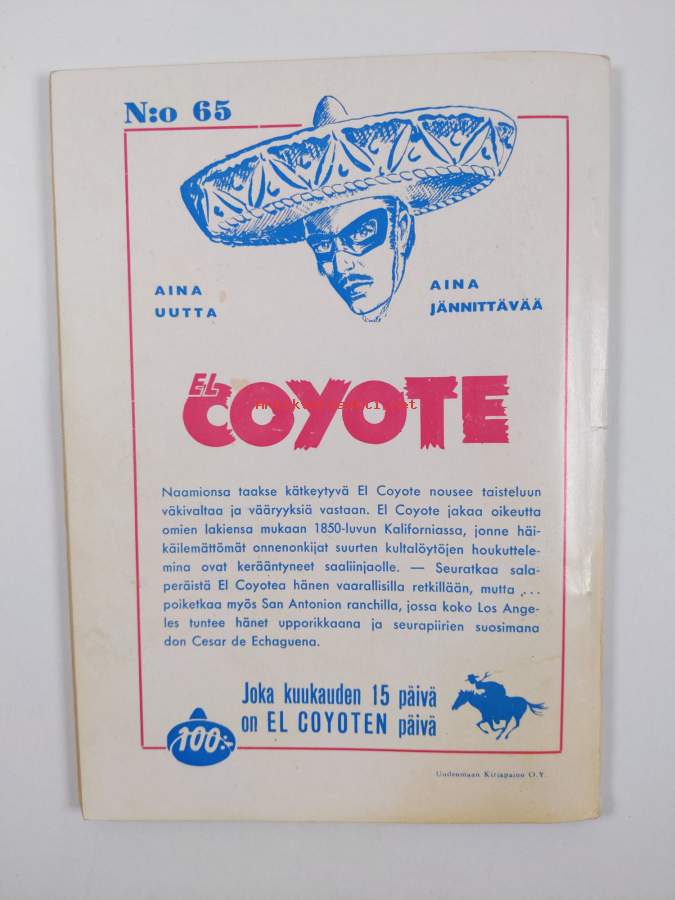 N:o 65
AINA
UUTTA
AINA
JÄNNITTÄVÄÄ
EL
COYOTE
Naamionsa taakse kätkeytyvä El Coyote nousee taisteluun
väkivaltaa ja vääryyksiä vastaan. El Coyote jakaa oikeutta
omien lakiensa mukaan 1850-luvun Kaliforniassa, jonne häi-
käilemättömät onnenonkijat suurten kultalöytöjen houkuttele-
mina ovat kerääntyneet saaliinjaolle. — Seuratkaa sala-
peräistä El Coyotea hänen vaarallisilla retkillään, mutta ...
poiketkaa myös San Antonion ranchilla, jossa koko Los Ange-
les tuntee hänet upporikkaana ja seurapiirien suosimana
don Cesar de Echaguena.
Joka kuukauden 15 päivä
on EL COYOTEN päivä
100:-
Uudenmaan Kirjapaino O.Y.